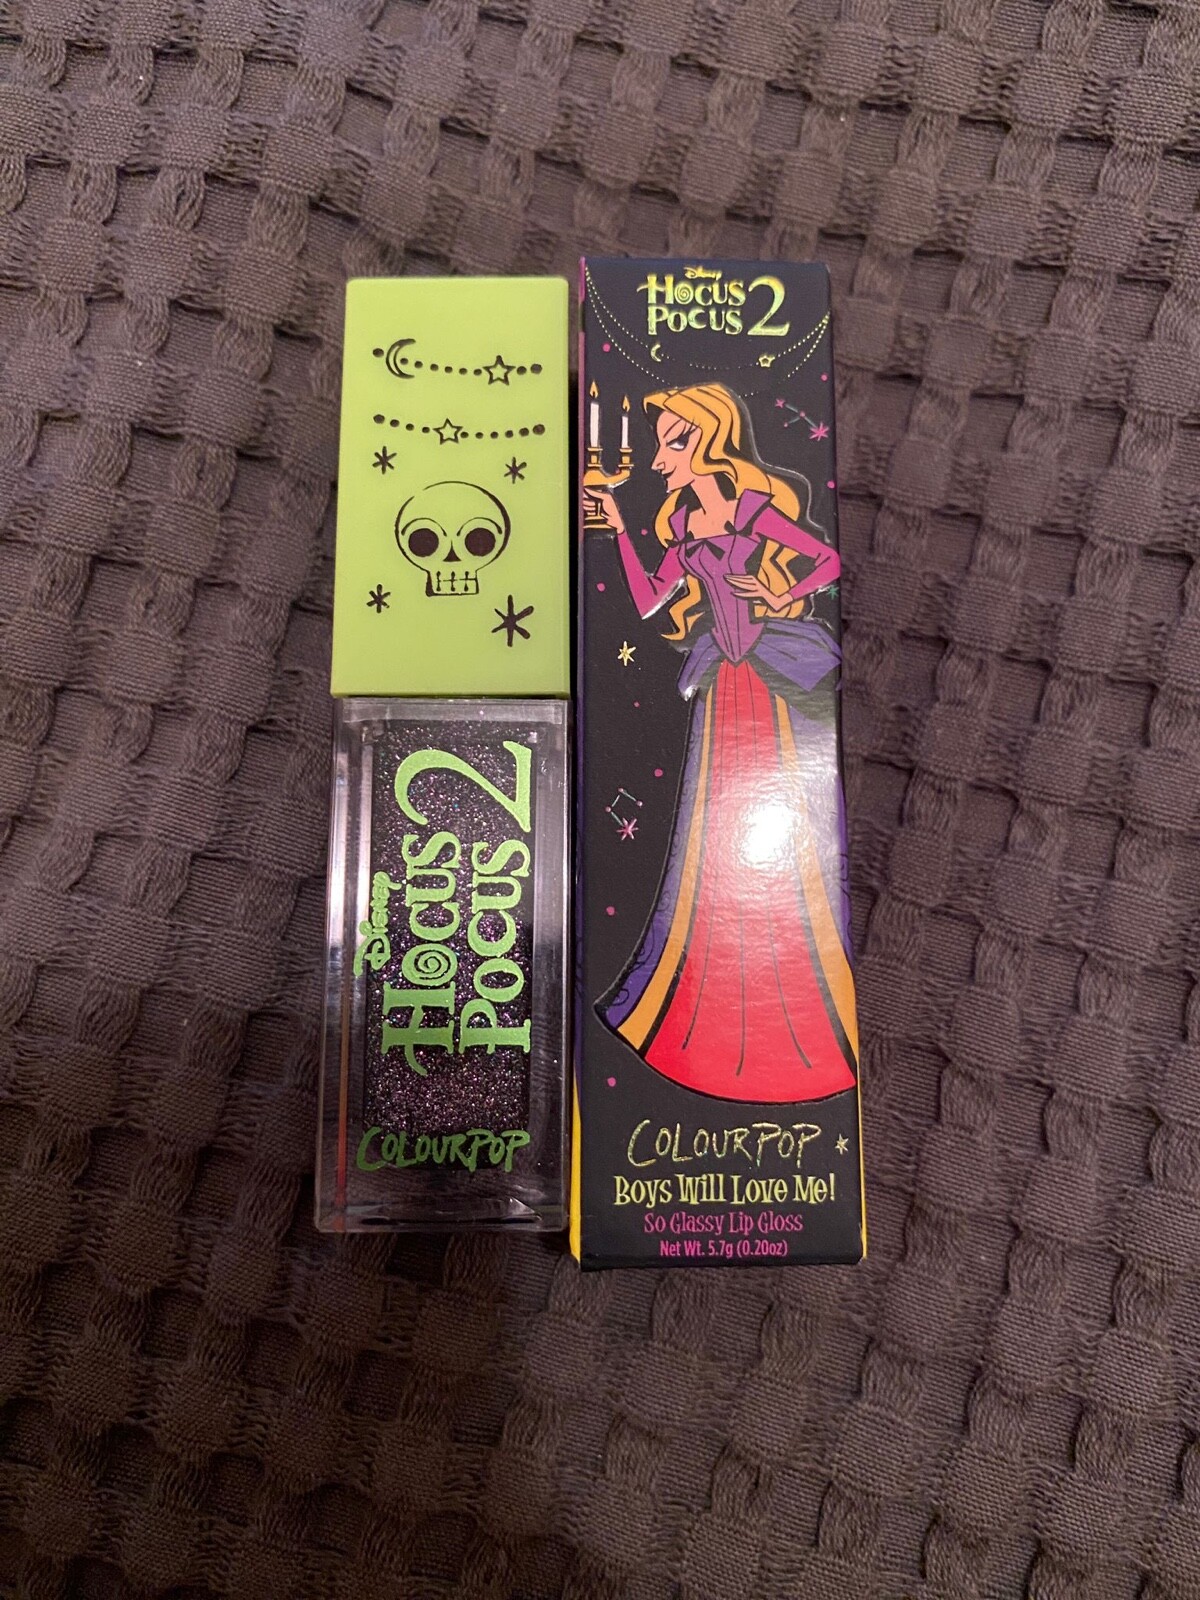 Disney
HOCUS
POCUS 2
COLOURPOP
Disney
HOCUS
POCUS 2
COLOURPOP
BOYS WILL LOVE ME!
So Glassy Lip Gloss
Net Wt. 5.7g (0.20oz)